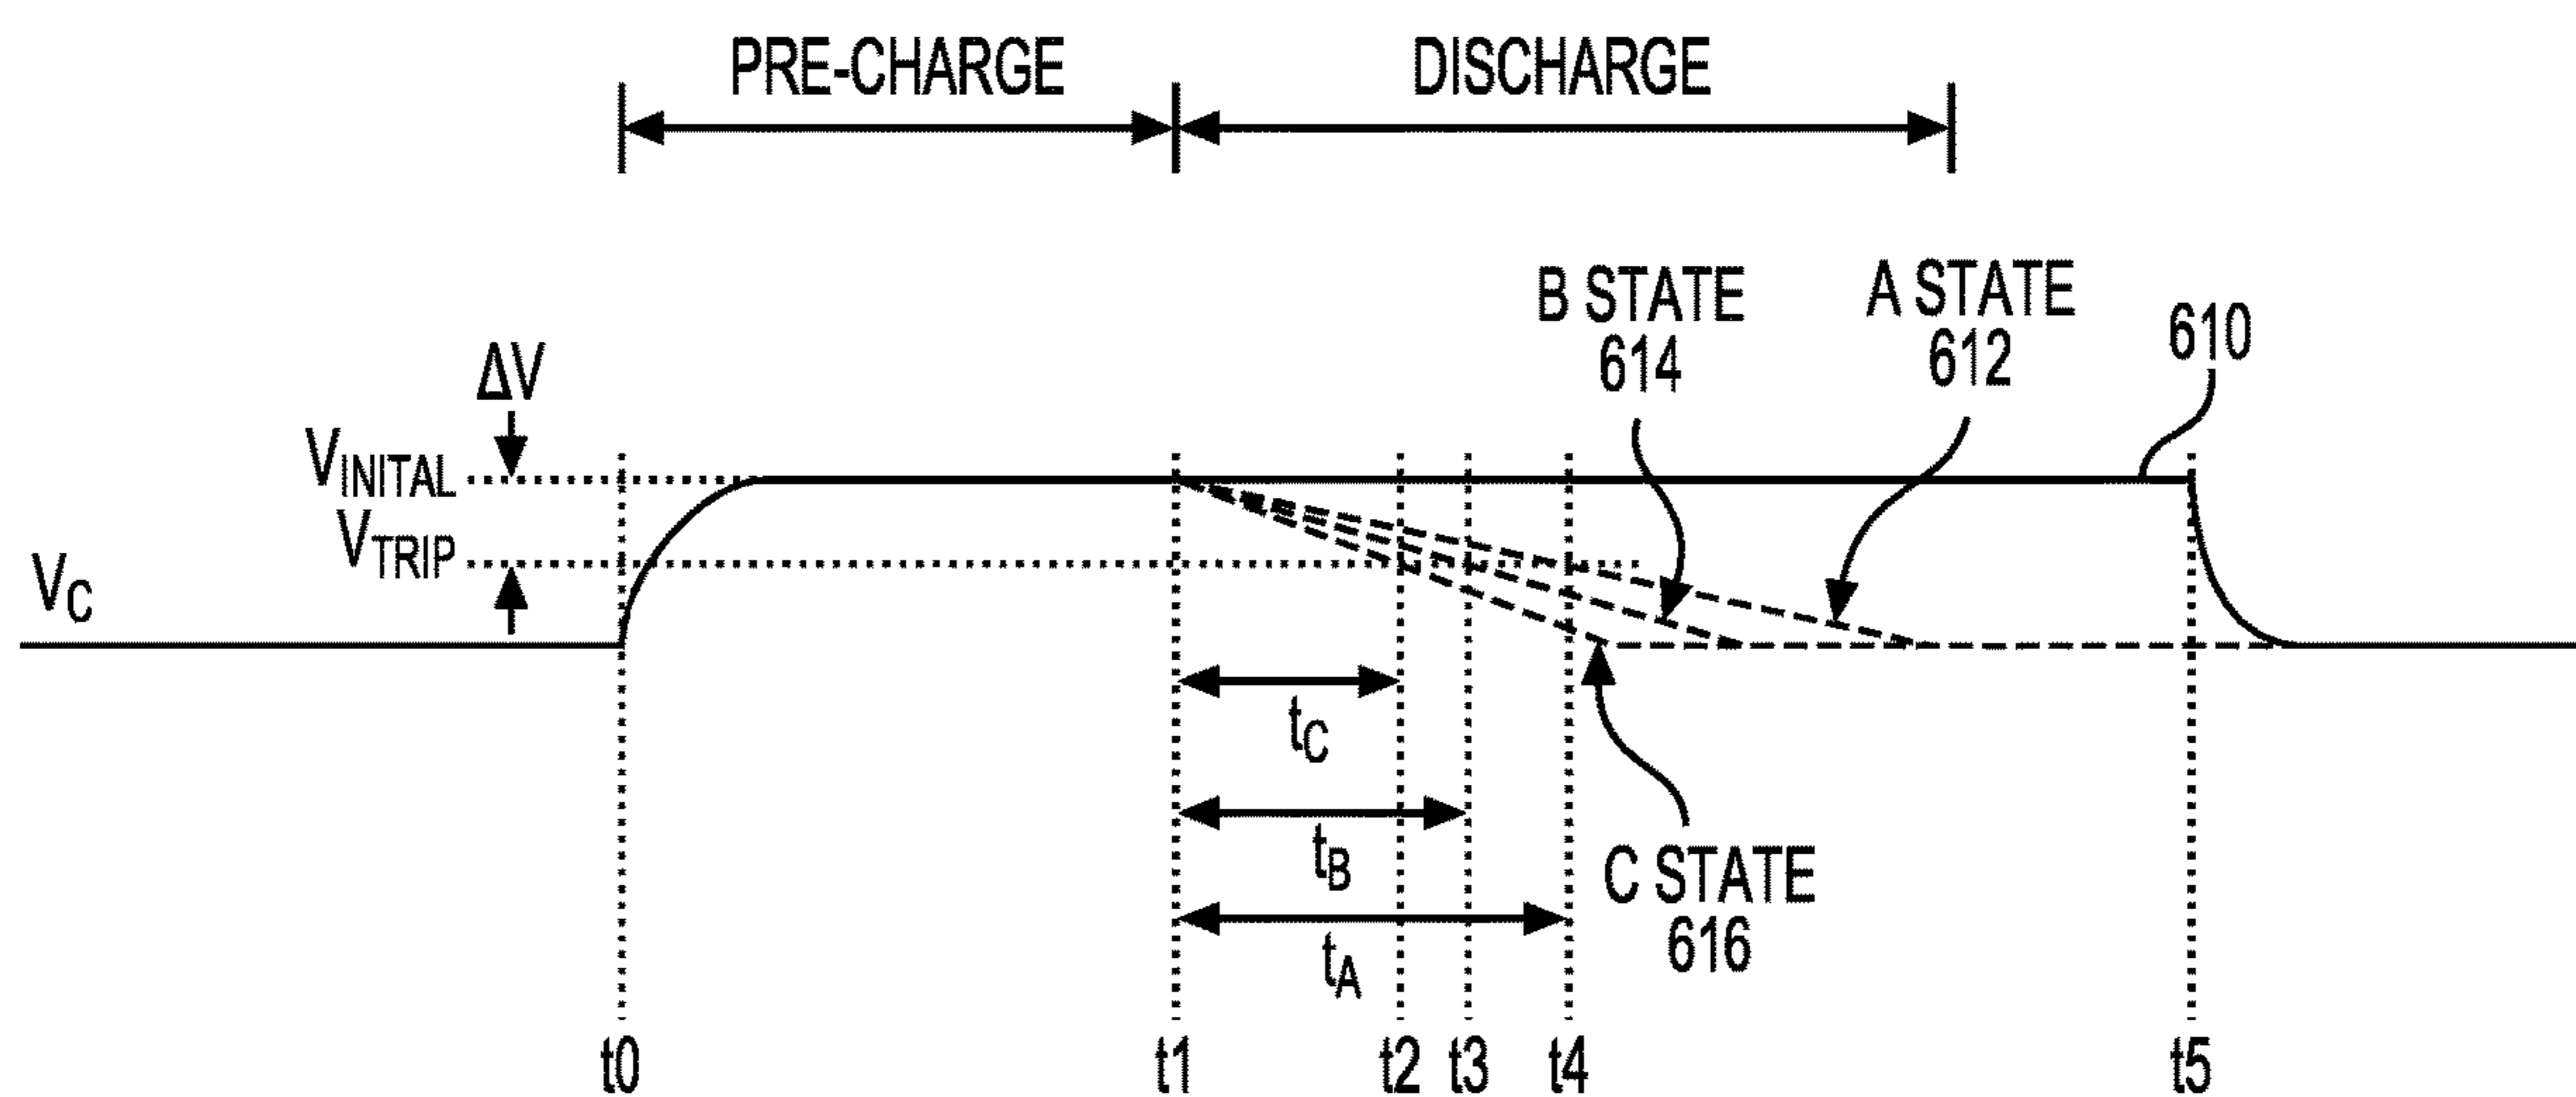 PRE-CHARGE
DISCHARGE
B STATE
614
A STATE
612
610
ΔV
VINITAL
VTRIP
VC
tC
tB
tA
C STATE
616
t0
t1
t2
t3
t4
t5